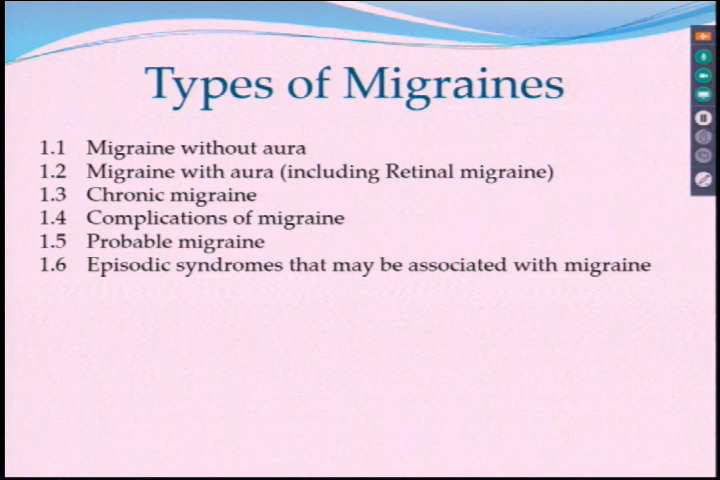 Types of Migraines
1.1 Migraine without aura
1.2 Migraine with aura (including Retinal migraine)
1.3 Chronic migraine
1.4 Complications of migraine
1.5 Probable migraine
1.6 Episodic syndromes that may be associated with migraine